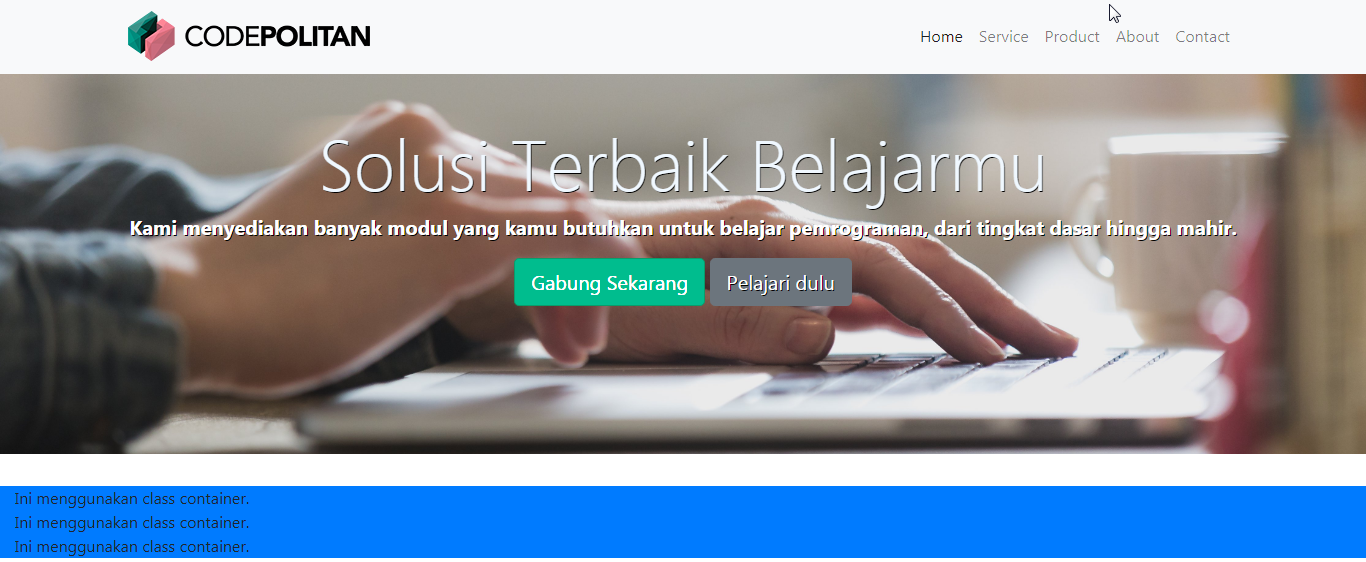 CODEPOLITAN
Home Service Product About Contact
Solusi Terbaik Belajarmu
Kami menyediakan banyak modul yang kamu butuhkan untuk belajar pemrograman, dari tingkat dasar hingga mahir.
Gabung Sekarang Pelajari dulu
Ini menggunakan class container.
Ini menggunakan class container.
Ini menggunakan class container.